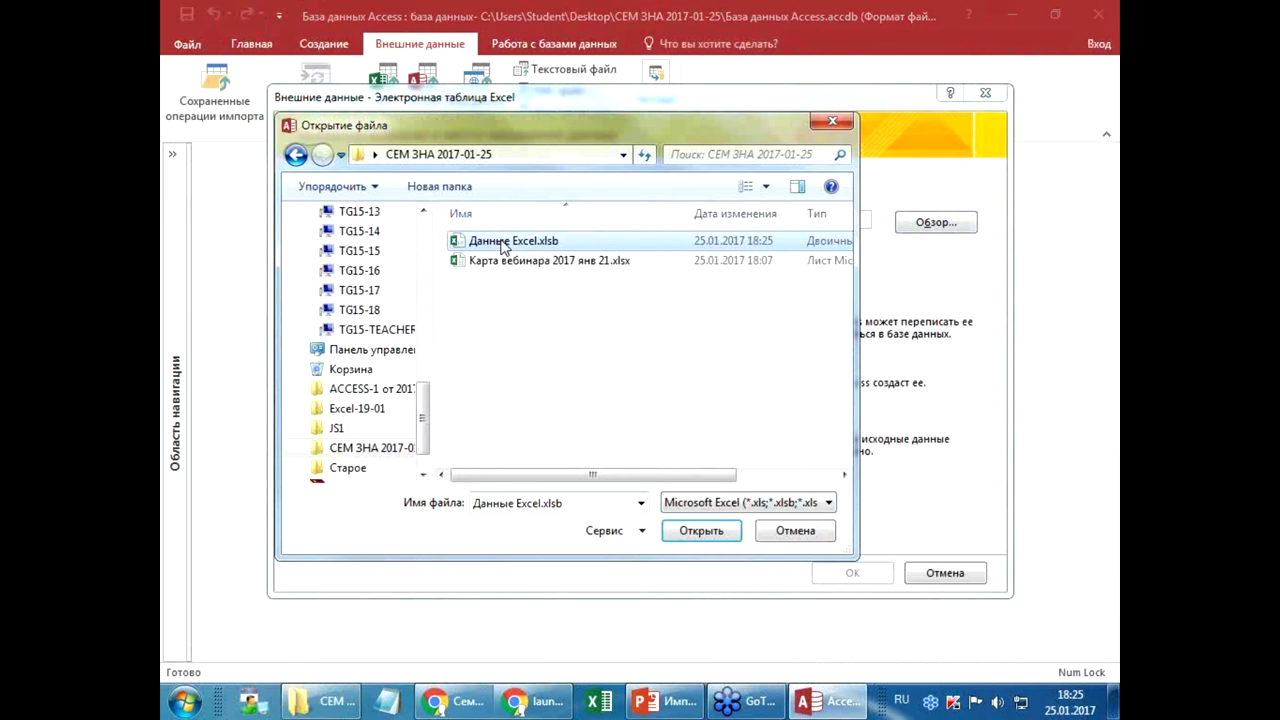 База данных Access : база данных- C:\Users\Student\Desktop\СЕМ ЗНА 2017-01-25\База данных Access.accdb (Формат фай...
Файл
Главная
Создание
Внешние данные
Работа с базами данных
Что вы хотите сделать?
Вход
Сохраненные
операции импорта
Текстовый файл
Внешние данные - Электронная таблица Excel
Открытие файла
СЕМ ЗНА 2017-01-25
Поиск: СЕМ ЗНА 2017-01-25
Упорядочить
Новая папка
Имя
Дата изменения
Тип
TG15-13
TG15-14
TG15-15
TG15-16
TG15-17
TG15-18
TG15-TEACHER
Панель управлен
Корзина
ACCESS-1 от 2017
Excel-19-01
JS1
СЕМ ЗНА 2017-01
Старое
Данные Excel.xlsb
25.01.2017 18:25
Двоичнь
Карта вебинара 2017 янв 21.xlsx
25.01.2017 18:07
Лист Mic
Имя файла:
Данные Excel.xlsb
Microsoft Excel (*.xls;*.xlsb;*.xls
Сервис
Открыть
Отмена
Обзор...
s может переписать ее
ься в базе данных.
ss создаст ее.
исходные данные
но.
ОК
Отмена
Область навигации
Готово
Num Lock
СЕМ ...
Сем...
laun...
Имп...
GoT...
Acce...
RU
18:25
25.01.2017